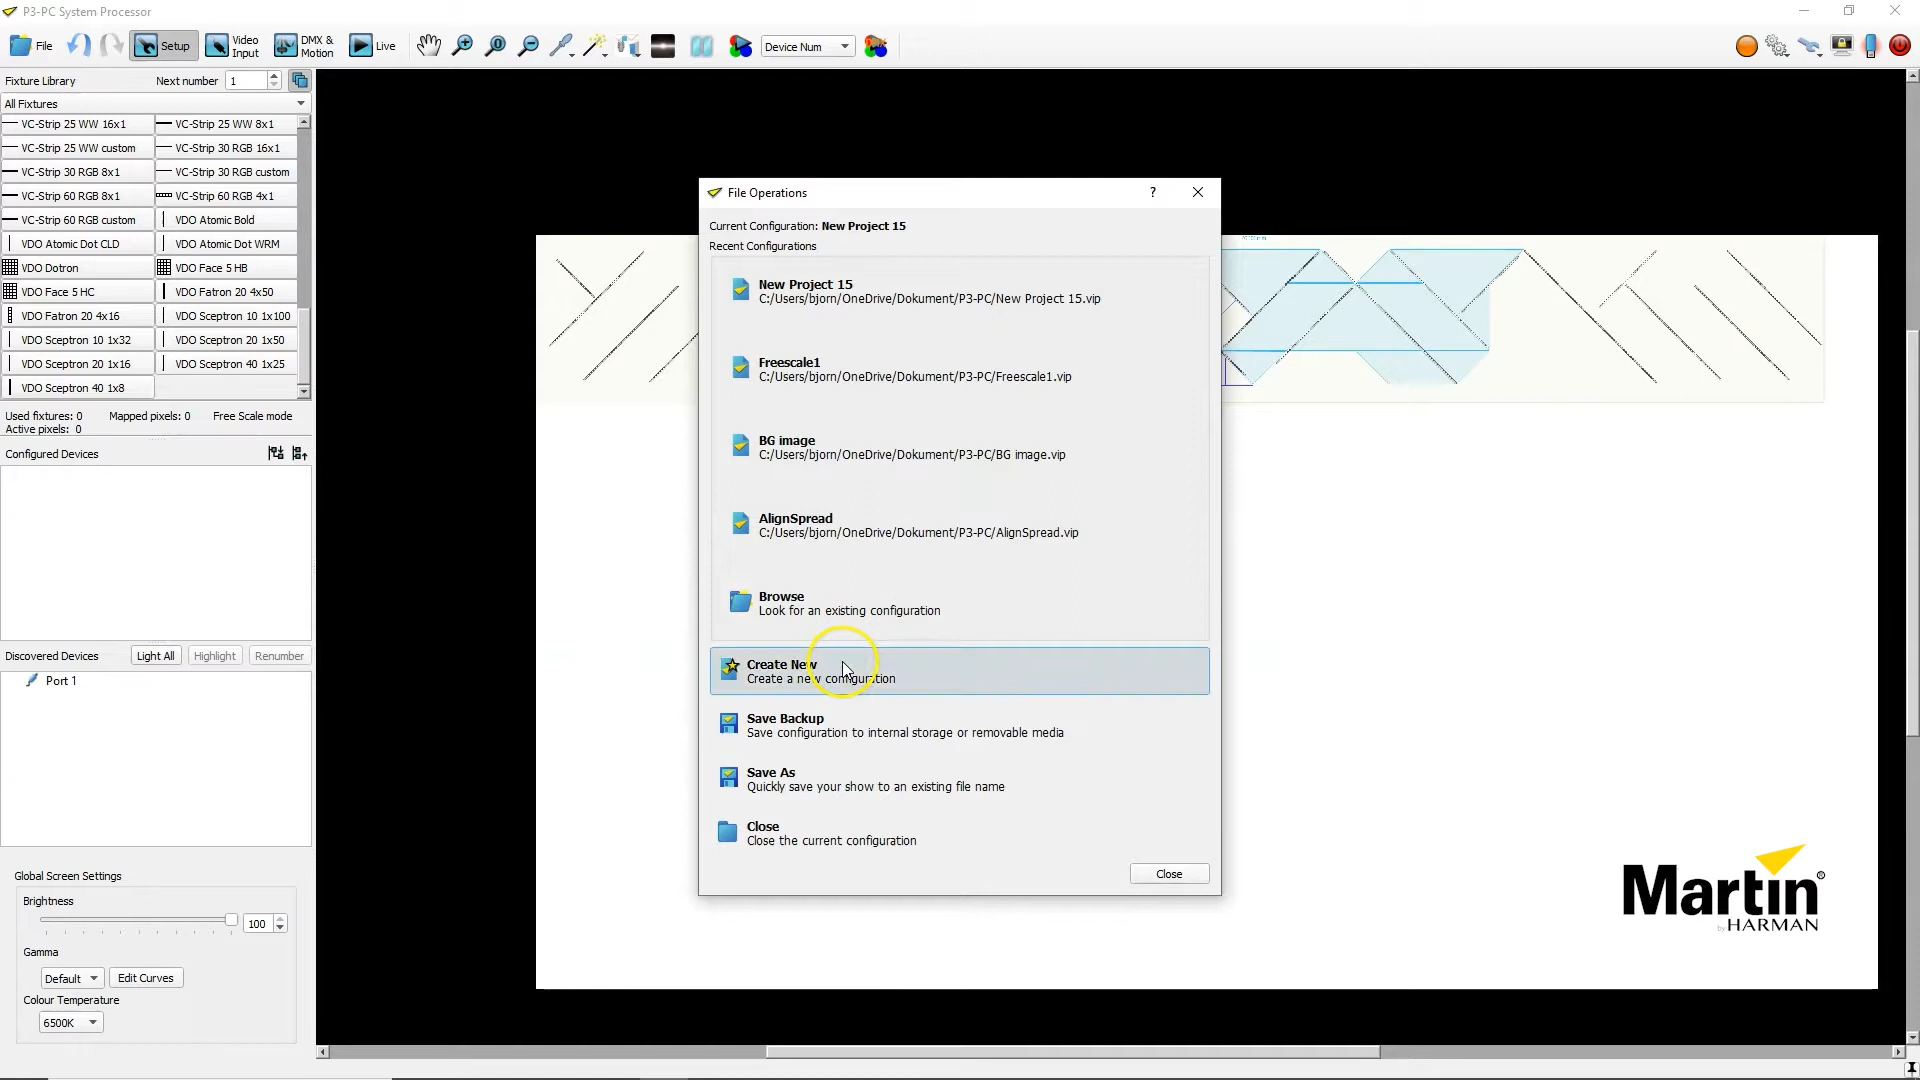 P3-PC System Processor
File
Setup
Video
Input
DMX &
Motion
Live
Device Num
Fixture Library
Next number
1
All Fixtures
VC-Strip 25 WW 16x1
VC-Strip 25 WW 8x1
VC-Strip 25 WW custom
VC-Strip 30 RGB 16x1
VC-Strip 30 RGB 8x1
VC-Strip 30 RGB custom
VC-Strip 60 RGB 8x1
VC-Strip 60 RGB 4x1
VC-Strip 60 RGB custom
VDO Atomic Bold
VDO Atomic Dot CLD
VDO Atomic Dot WRM
VDO Dotron
VDO Face 5 HB
VDO Face 5 HC
VDO Fatron 20 4x50
VDO Fatron 20 4x16
VDO Sceptron 10 1x100
VDO Sceptron 10 1x32
VDO Sceptron 20 1x50
VDO Sceptron 20 1x16
VDO Sceptron 40 1x25
VDO Sceptron 40 1x8
Used fixtures: 0
Mapped pixels: 0
Free Scale mode
Active pixels: 0
Configured Devices
Discovered Devices
Light All
Highlight
Renumber
Port 1
Global Screen Settings
Brightness
100
Gamma
Default
Edit Curves
Colour Temperature
6500K
File Operations
?
Current Configuration: New Project 15
Recent Configurations
New Project 15
C:/Users/bjorn/OneDrive/Dokument/P3-PC/New Project 15.vip
Freescale1
C:/Users/bjorn/OneDrive/Dokument/P3-PC/Freescale1.vip
BG image
C:/Users/bjorn/OneDrive/Dokument/P3-PC/BG image.vip
AlignSpread
C:/Users/bjorn/OneDrive/Dokument/P3-PC/AlignSpread.vip
Browse
Look for an existing configuration
Create New
Create a new configuration
Save Backup
Save configuration to internal storage or removable media
Save As
Quickly save your show to an existing file name
Close
Close the current configuration
Close
Martin®
by HARMAN